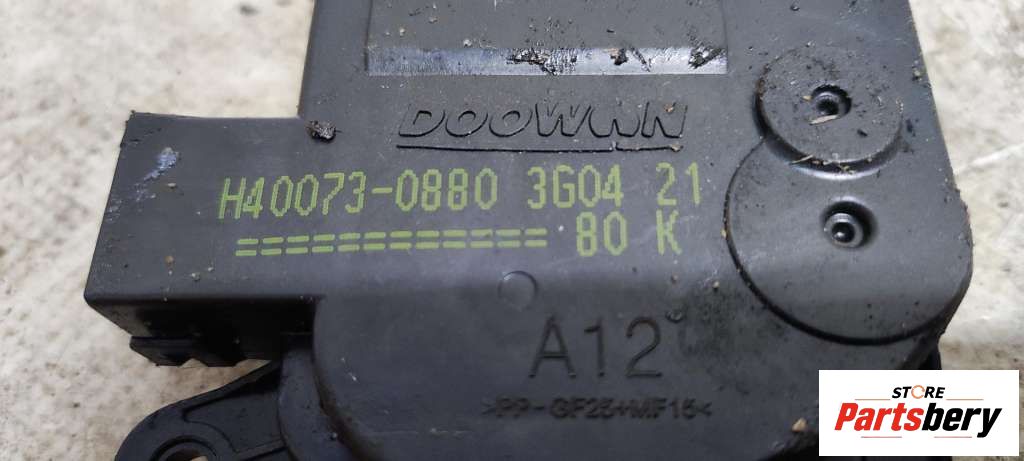 DOOWON
H40073-0880 3G04 21
============ 80 K
A12
>PP-GF25+MF15<
STORE
Partsbery